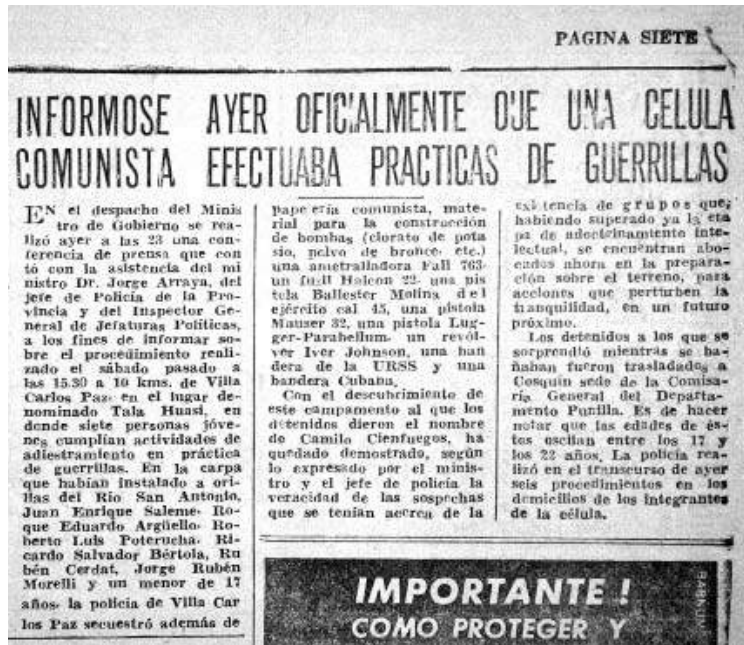 PAGINA SIETE
INFORMOSE AYER OFICIALMENTE QUE UNA CELULA
COMUNISTA EFECTUABA PRACTICAS DE GUERRILLAS
EN el despacho del Minis
tro de Gobierno se rea-
lizó ayer a las 23 una con-
ferencia de prensa que con
tó con la asistencia del mi
nistro Dr. Jorge Arraya, del
jefe de Policía de la Pro-
vincia y del Inspector Ge-
neral de Jefaturas Políticas,
a los fines de informar so-
bre el procedimiento reali-
zado el sábado pasado a
las 15.30 a 10 kms. de Villa
Carlos Paz en el lugar de-
nominado Tala Huasi, en
donde siete personas jóve-
nes cumplían actividades de
adiestramiento en práctica
de guerrillas. En la carpa
que habían instalado a ori-
llas del Río San Antonio,
Juan Enrique Saleme- Ro-
que Eduardo Argüello- Ro-
berto Luis Poterucha- Ri-
cardo Salvador Bértola, Ru
bén Cerdat, Jorge Rubén
Morelli y un menor de 17
años- la policía de Villa Car
los Paz secuestró además de
papelería comunista, mate-
rial para la construcción
de bombas (clorato de pota
sio, polvo de bronce- etc.)
una ametralladora Fall 763-
un fusil Halcon 22- una pis
tola Ballester Molina del
ejército cal 45, una pistola
Mauser 32, una pistola Lug-
ger-Parabellum- un revól-
ver Iver Johnson, una ban
dera de la URSS y una
bandera Cubana.
Con el descubrimiento de
este campamento al que los
detenidos dieron el nombre
de Camilo Cienfuegos, ha
quedado demostrado, según
lo expresado por el minis-
tro y el jefe de policía la
veracidad de las sospechas
que se tenían acerca de la
existencia de grupos que;
habiendo superado ya la eta
pa de adoctrinamiento inte-
lectual, se encuentran abo-
cados ahora en la prepara-
ción sobre el terreno, para
acciones que perturben la
tranquilidad, en un futuro
próximo.
Los detenidos a los que se
sorprendió mientras se ba-
ñaban fueron trasladados a
Cosquín sede de la Comisa-
ría General del Departa-
mento Punilla. Es de hacer
notar que las edades de és-
tos oscilan entre los 17 y
los 22 años. La policía rea-
lizó en el transcurso de ayer
seis procedimientos en los
domicilios de los integrantes
de la célula.
IMPORTANTE !
COMO PROTEGER Y